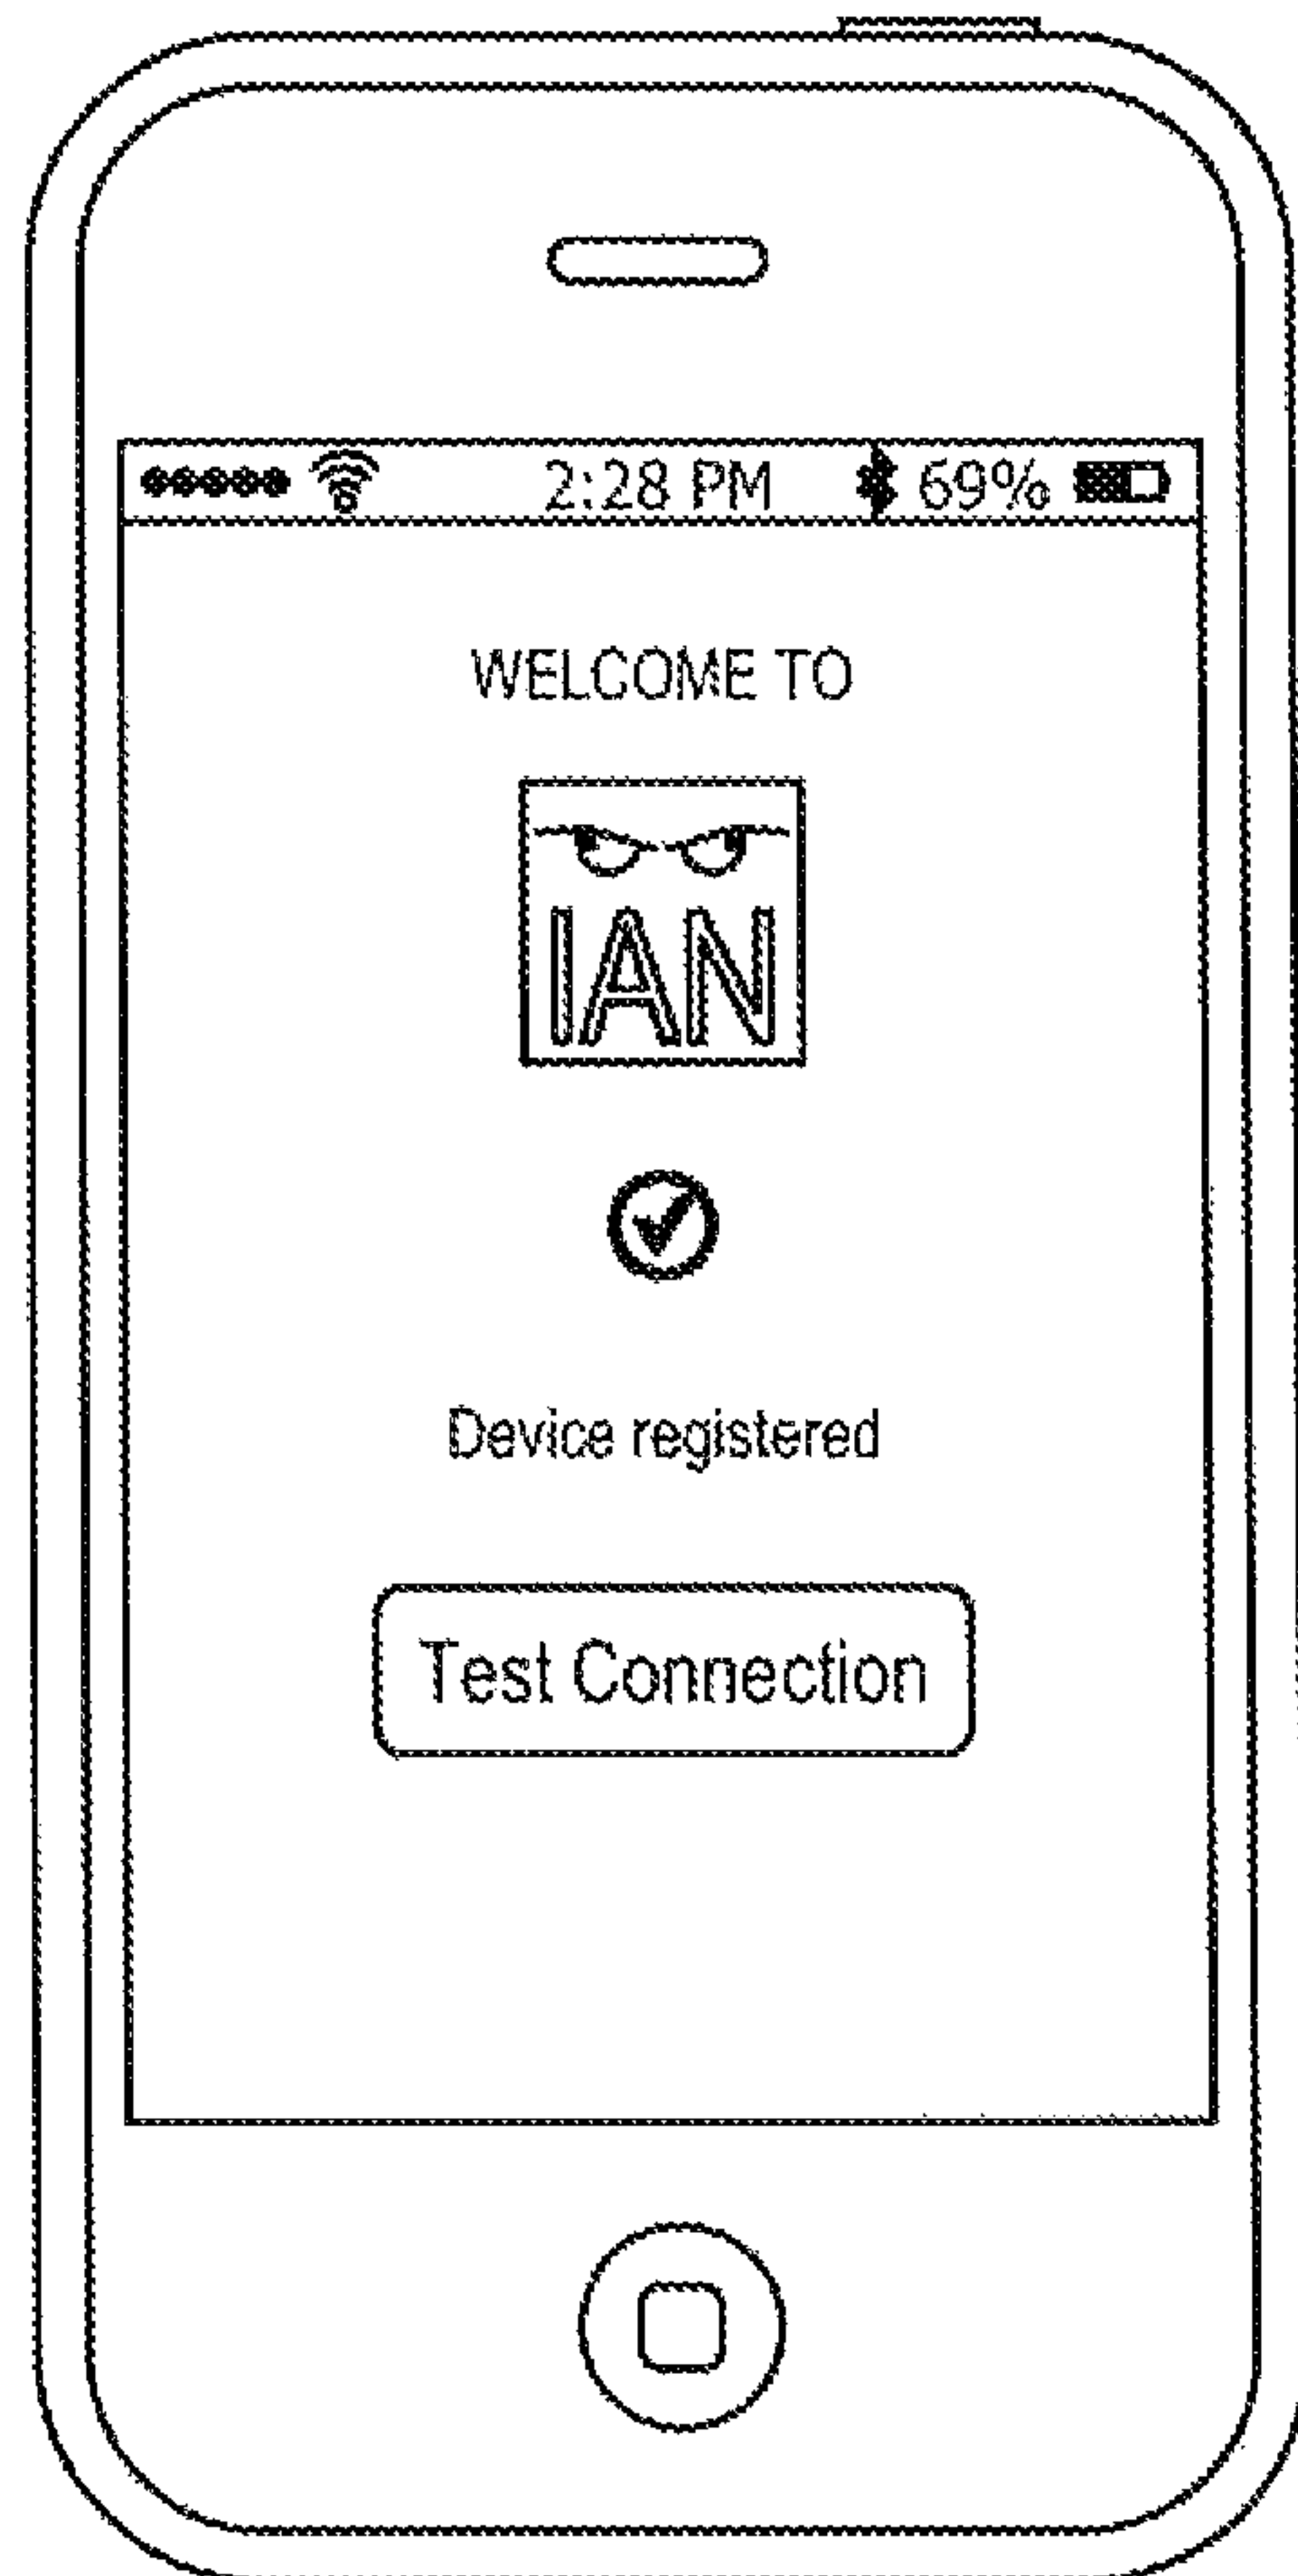 2:28 PM 69%
WELCOME TO
IAN
Device registered
Test Connection